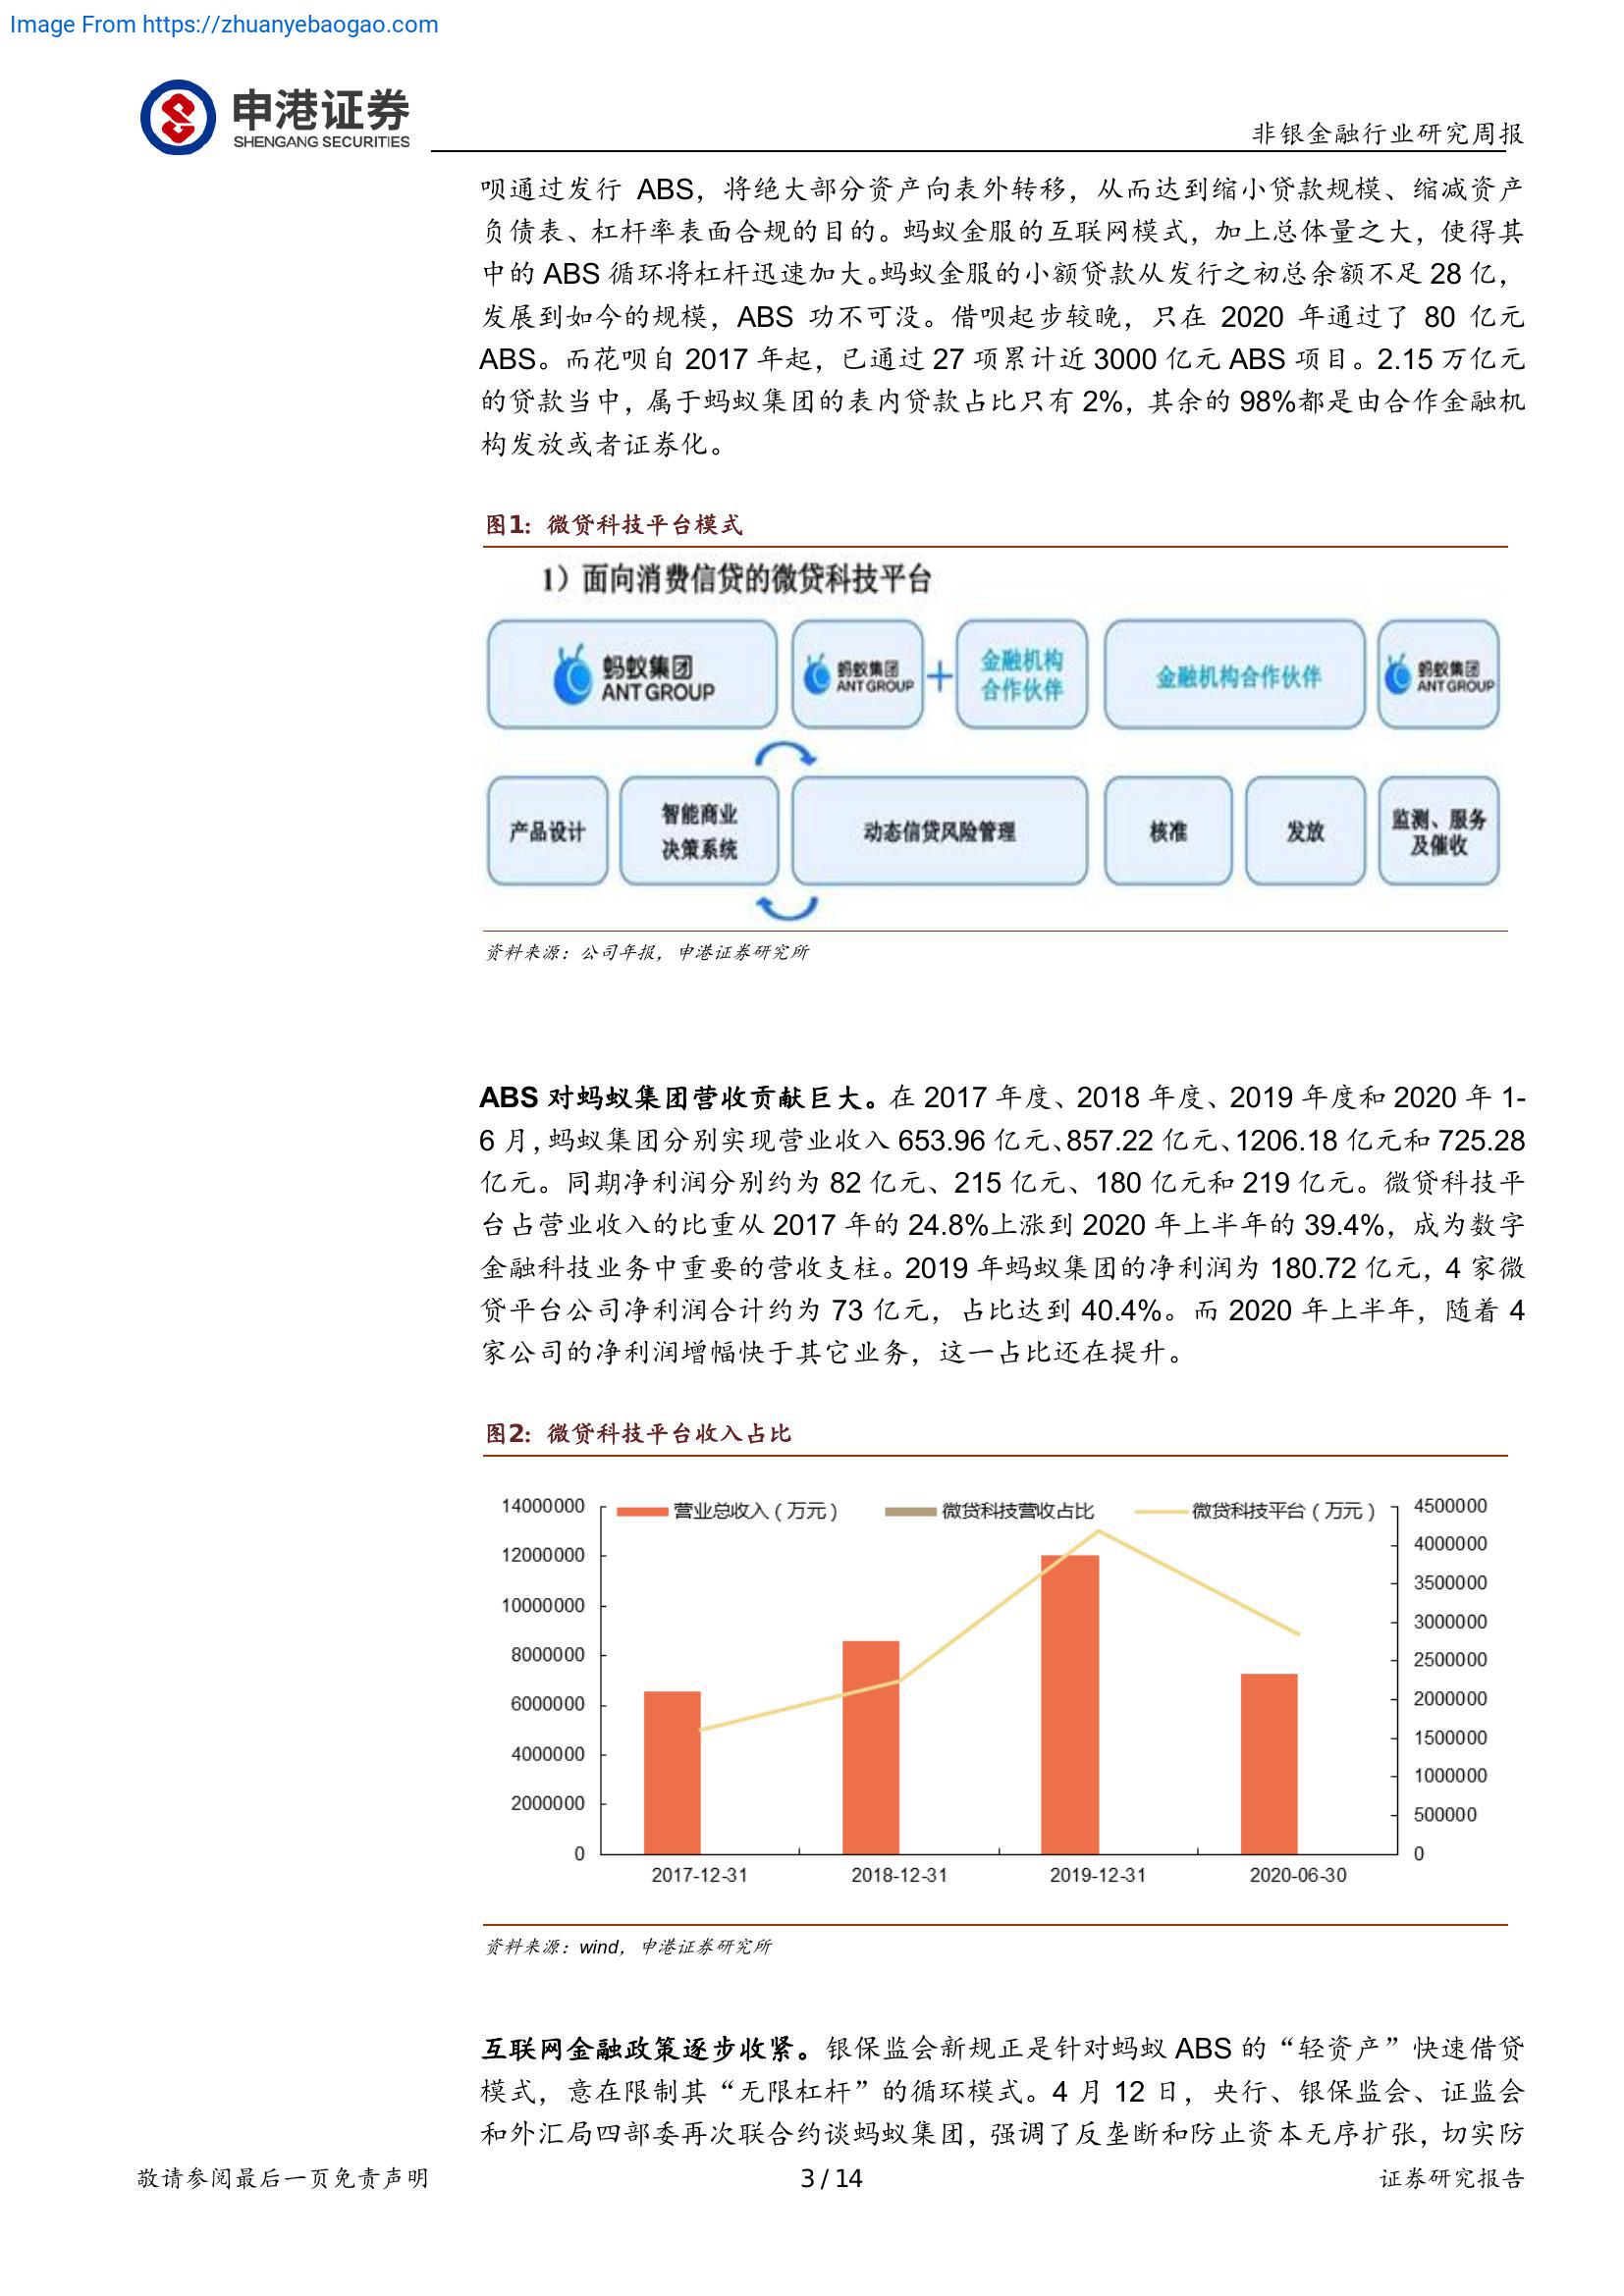 Image From https://zhuanyebaogao.com
申港证券
SHENGANG SECURITIES
非银金融行业研究周报
呗通过发行 ABS，将绝大部分资产向表外转移，从而达到缩小贷款规模、缩减资产
负债表、杠杆率表面合规的目的。蚂蚁金服的互联网模式，加上总体量之大，使得其
中的 ABS 循环将杠杆迅速加大。蚂蚁金服的小额贷款从发行之初总余额不足 28 亿，
发展到如今的规模，ABS 功不可没。借呗起步较晚，只在 2020 年通过了 80 亿元
ABS。而花呗自 2017 年起，已通过 27 项累计近 3000 亿元 ABS 项目。2.15 万亿元
的贷款当中，属于蚂蚁集团的表内贷款占比只有 2%，其余的 98%都是由合作金融机
构发放或者证券化。
图1：微贷科技平台模式
1）面向消费信贷的微贷科技平台
蚂蚁集团
ANT GROUP
蚂蚁集团
ANT GROUP
+
金融机构
合作伙伴
金融机构合作伙伴
蚂蚁集团
ANT GROUP
产品设计
智能商业
决策系统
动态信贷风险管理
核准
发放
监测、服务
及催收
资料来源：公司年报，申港证券研究所
ABS 对蚂蚁集团营收贡献巨大。在 2017 年度、2018 年度、2019 年度和 2020 年 1-
6 月，蚂蚁集团分别实现营业收入 653.96 亿元、857.22 亿元、1206.18 亿元和 725.28
亿元。同期净利润分别约为 82 亿元、215 亿元、180 亿元和 219 亿元。微贷科技平
台占营业收入的比重从 2017 年的 24.8%上涨到 2020 年上半年的 39.4%，成为数字
金融科技业务中重要的营收支柱。2019 年蚂蚁集团的净利润为 180.72 亿元，4 家微
贷平台公司净利润合计约为 73 亿元，占比达到 40.4%。而 2020 年上半年，随着 4
家公司的净利润增幅快于其它业务，这一占比还在提升。
图2：微贷科技平台收入占比
营业总收入（万元） 微贷科技营收占比 微贷科技平台（万元）
14000000
12000000
10000000
8000000
6000000
4000000
2000000
0
4500000
4000000
3500000
3000000
2500000
2000000
1500000
1000000
500000
0
2017-12-31 2018-12-31 2019-12-31 2020-06-30
资料来源：wind，申港证券研究所
互联网金融政策逐步收紧。银保监会新规正是针对蚂蚁 ABS 的“轻资产”快速借贷
模式，意在限制其“无限杠杆”的循环模式。4 月 12 日，央行、银保监会、证监会
和外汇局四部委再次联合约谈蚂蚁集团，强调了反垄断和防止资本无序扩张，切实防
敬请参阅最后一页免责声明 3 / 14 证券研究报告